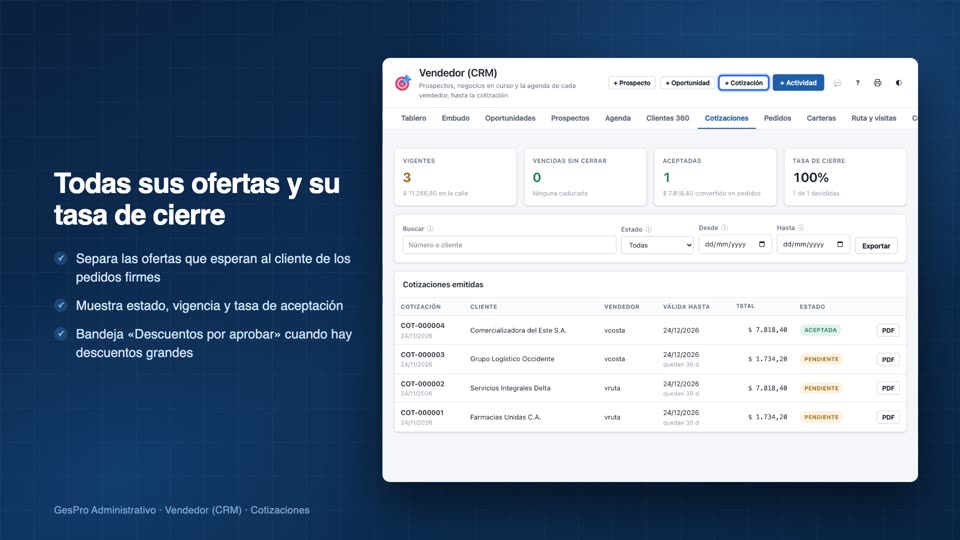 Todas sus ofertas y su
tasa de cierre
Separa las ofertas que esperan al cliente de los
pedidos firmes
Muestra estado, vigencia y tasa de aceptación
Bandeja «Descuentos por aprobar» cuando hay
descuentos grandes
GesPro Administrativo · Vendedor (CRM) · Cotizaciones
Vendedor (CRM)
Prospectos, negocios en curso y la agenda de cada
vendedor, hasta la cotización
+ Prospecto
+ Oportunidad
+ Cotización
+ Actividad
?
Tablero Embudo Oportunidades Prospectos Agenda Clientes 360 Cotizaciones Pedidos Carteras Ruta y visitas
VIGENTES
3
$ 11.286,80 en la calle
VENCIDAS SIN CERRAR
0
Ninguna caducada
ACEPTADAS
1
$ 7.818,40 convertido en pedidos
TASA DE CIERRE
100%
1 de 1 decididas
Buscar
Número o cliente
Estado
Todas
Desde
dd/mm/yyyy
Hasta
dd/mm/yyyy
Exportar
Cotizaciones emitidas
COTIZACIÓN CLIENTE VENDEDOR VÁLIDA HASTA TOTAL ESTADO
COT-000004 Comercializadora del Este S.A. vcosta 24/12/2026 $ 7.818,40 ACEPTADA PDF
24/11/2026
COT-000003 Grupo Logístico Occidente vcosta 24/12/2026 $ 1.734,20 PENDIENTE PDF
24/11/2026 quedan 30 d
COT-000002 Servicios Integrales Delta vruta 24/12/2026 $ 7.818,40 PENDIENTE PDF
24/11/2026 quedan 30 d
COT-000001 Farmacias Unidas C.A. vruta 24/12/2026 $ 1.734,20 PENDIENTE PDF
24/11/2026 quedan 30 d